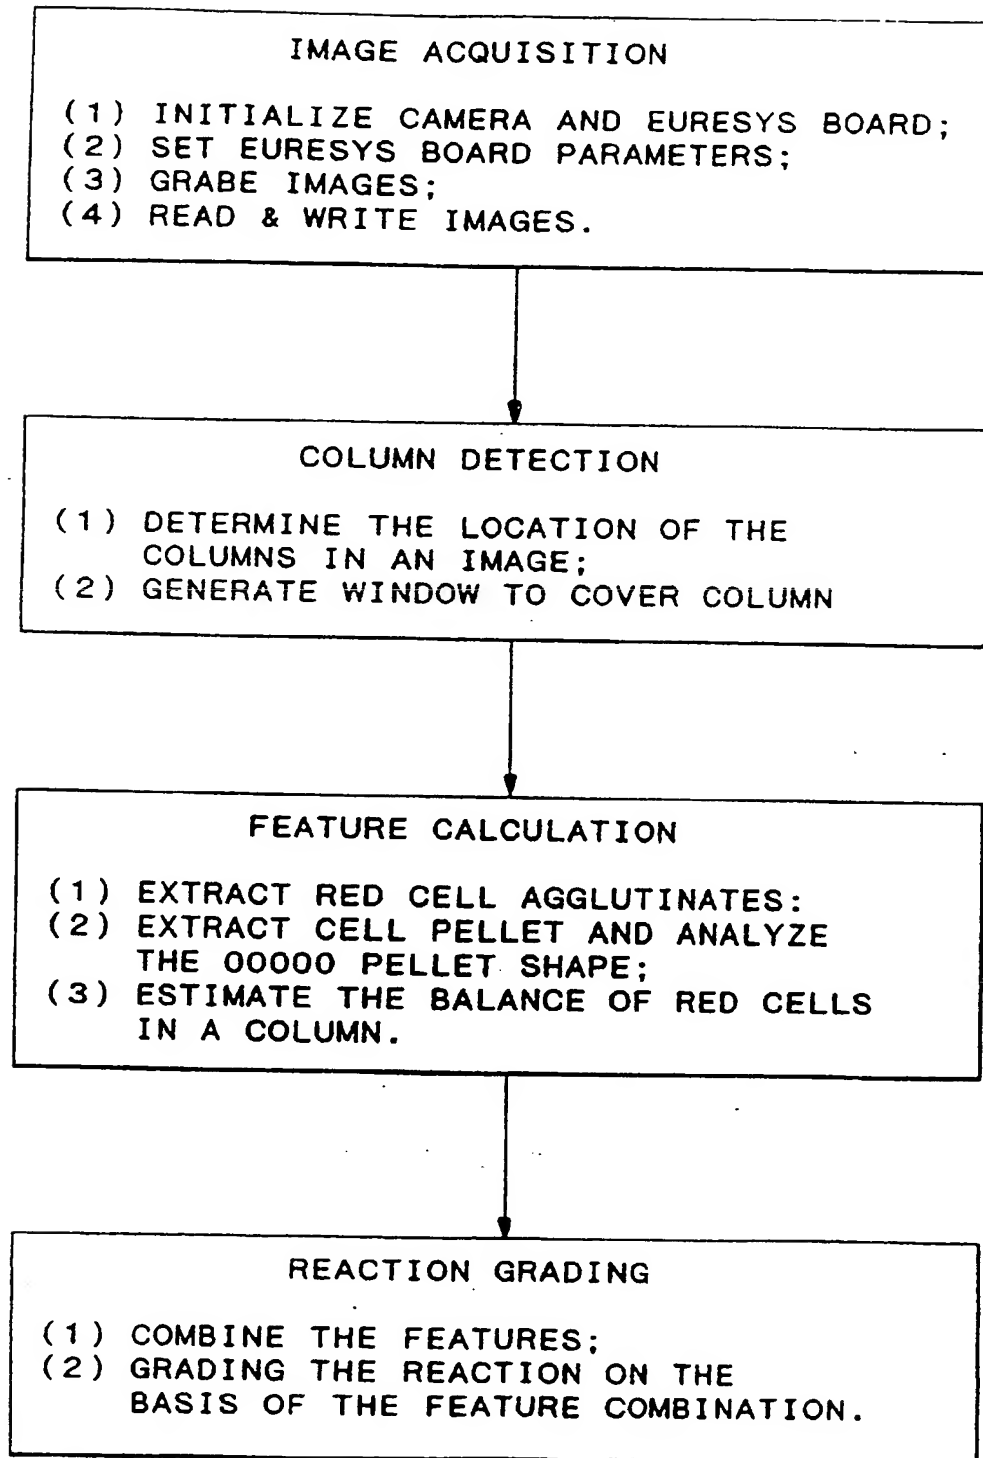 IMAGE ACQUISITION
(1) INITIALIZE CAMERA AND EURESYS BOARD;
(2) SET EURESYS BOARD PARAMETERS;
(3) GRABE IMAGES;
(4) READ & WRITE IMAGES.
COLUMN DETECTION
(1) DETERMINE THE LOCATION OF THE
COLUMNS IN AN IMAGE;
(2) GENERATE WINDOW TO COVER COLUMN
FEATURE CALCULATION
(1) EXTRACT RED CELL AGGLUTINATES:
(2) EXTRACT CELL PELLET AND ANALYZE
THE 00000 PELLET SHAPE;
(3) ESTIMATE THE BALANCE OF RED CELLS
IN A COLUMN.
REACTION GRADING
(1) COMBINE THE FEATURES;
(2) GRADING THE REACTION ON THE
BASIS OF THE FEATURE COMBINATION.